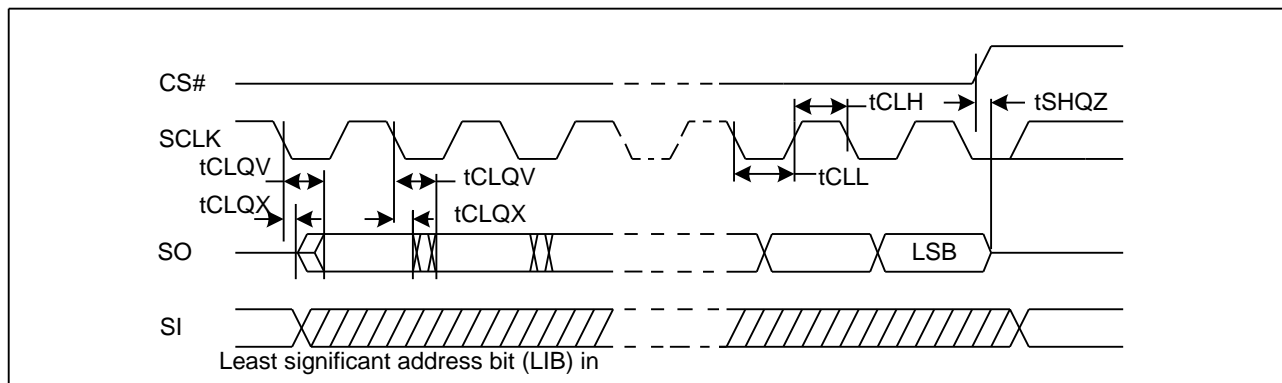 CS#
tCLH
tSHQZ
SCLK
tCLQV
tCLQV
tCLL
tCLQX
tCLQX
SO
LSB
SI
Least significant address bit (LIB) in